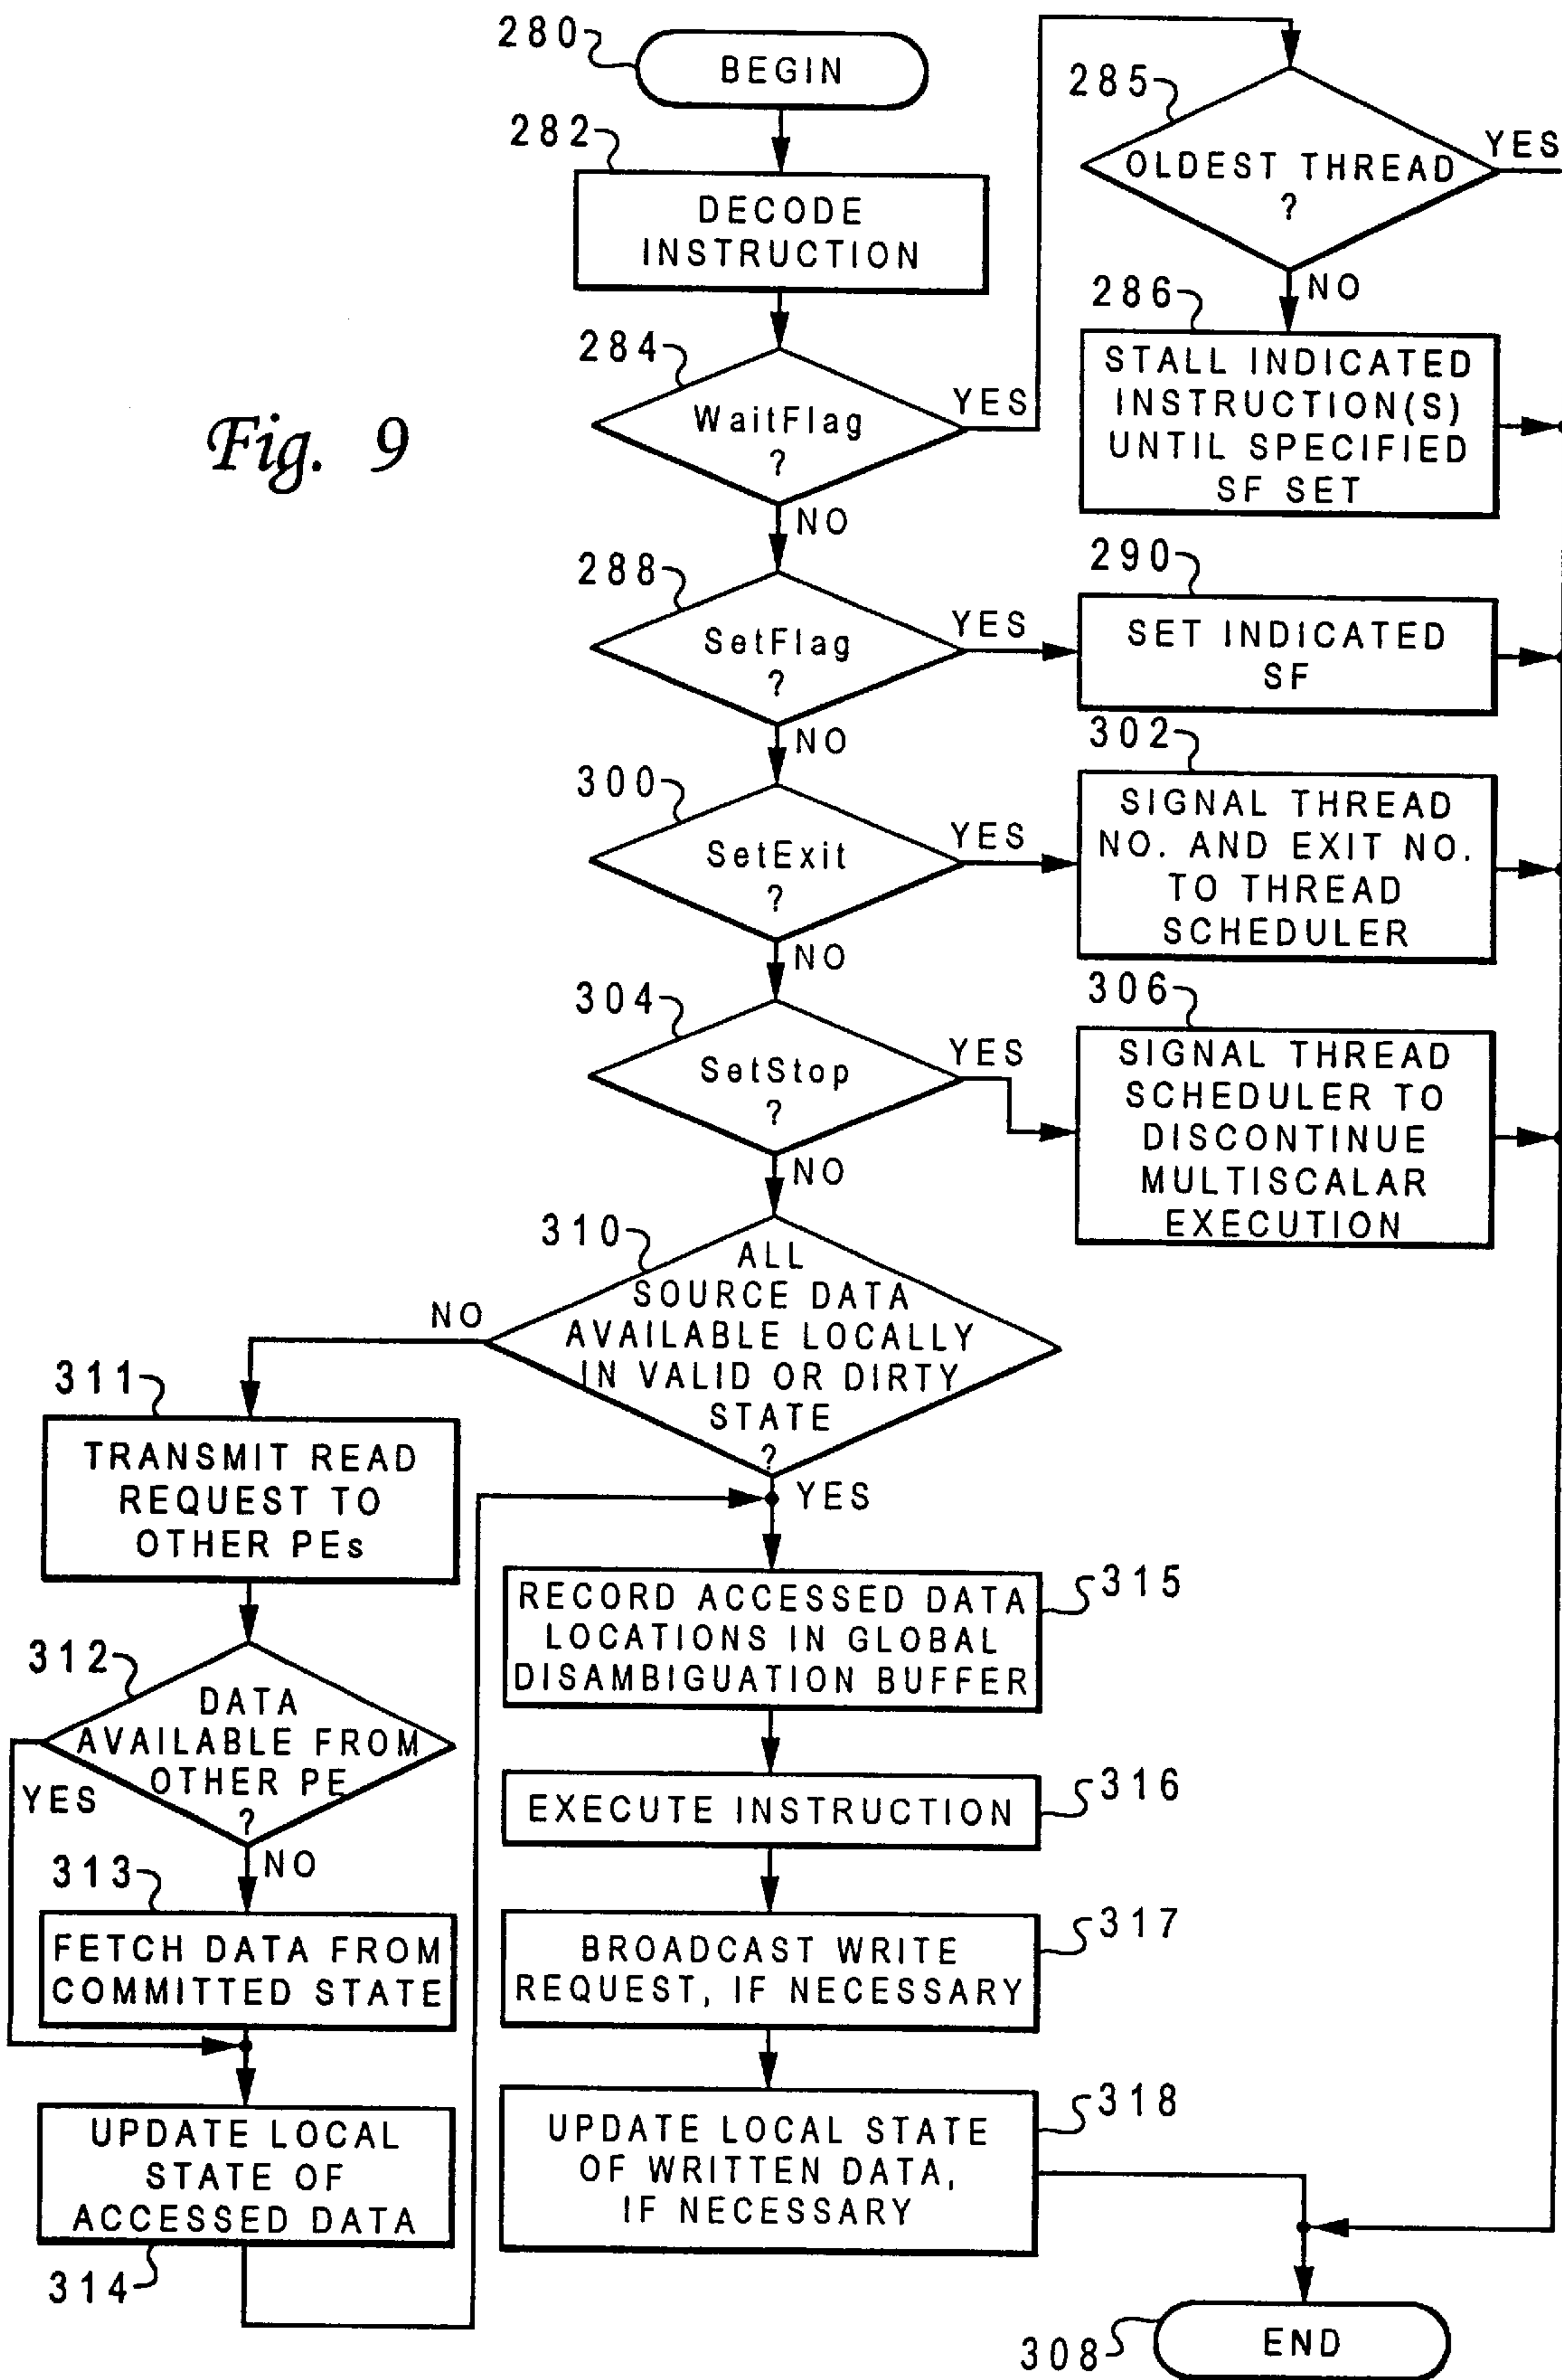 280
BEGIN
282
DECODE
INSTRUCTION
284
WaitFlag
?
YES
NO
285
OLDEST THREAD
?
YES
NO
286
STALL INDICATED
INSTRUCTION(S)
UNTIL SPECIFIED
SF SET
Fig. 9
288
SetFlag
?
YES
NO
290
SET INDICATED
SF
300
SetExit
?
YES
NO
302
SIGNAL THREAD
NO. AND EXIT NO.
TO THREAD
SCHEDULER
304
SetStop
?
YES
NO
306
SIGNAL THREAD
SCHEDULER TO
DISCONTINUE
MULTISCALAR
EXECUTION
310
ALL
SOURCE DATA
AVAILABLE LOCALLY
IN VALID OR DIRTY
STATE
?
NO
YES
311
TRANSMIT READ
REQUEST TO
OTHER PEs
312
DATA
AVAILABLE FROM
OTHER PE
?
YES
NO
313
FETCH DATA FROM
COMMITTED STATE
UPDATE LOCAL
STATE OF
ACCESSED DATA
314
RECORD ACCESSED DATA
LOCATIONS IN GLOBAL
DISAMBIGUATION BUFFER
315
EXECUTE INSTRUCTION
316
BROADCAST WRITE
REQUEST, IF NECESSARY
317
UPDATE LOCAL STATE
OF WRITTEN DATA,
IF NECESSARY
318
308
END